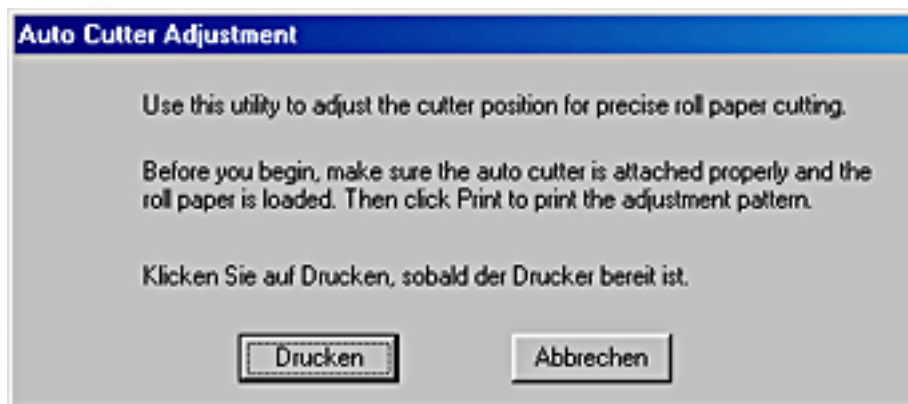 Auto Cutter Adjustment
Use this utility to adjust the cutter position for precise roll paper cutting.
Before you begin, make sure the auto cutter is attached properly and the
roll paper is loaded. Then click Print to print the adjustment pattern.
Klicken Sie auf Drucken, sobald der Drucker bereit ist.
Drucken
Abbrechen